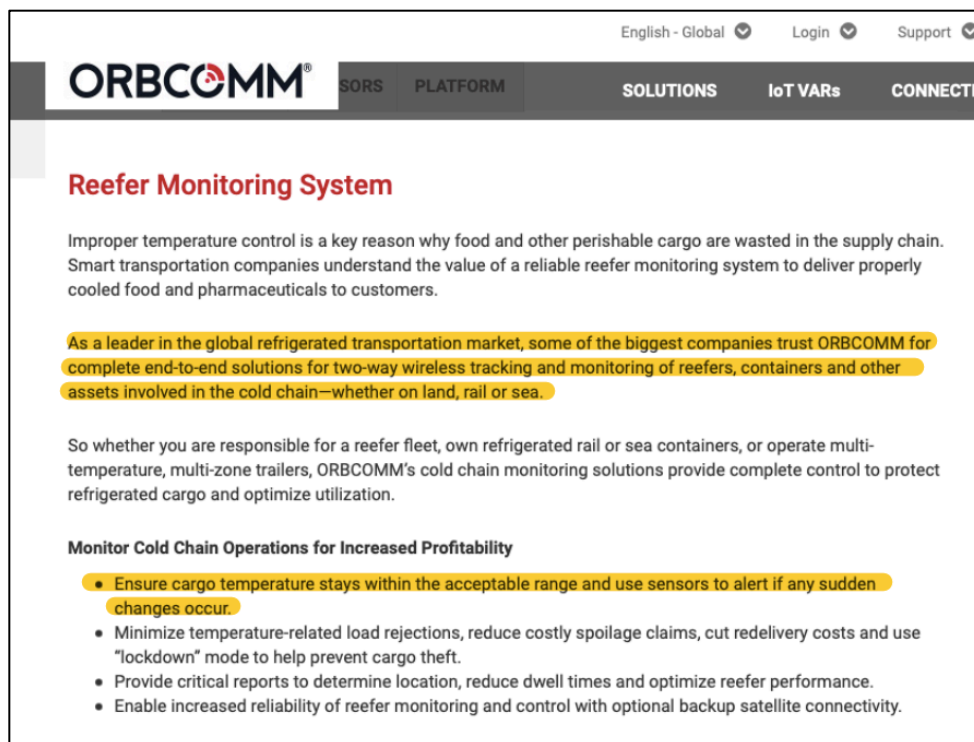 English - Global Login Support
ORBCOMM®
SORS PLATFORM SOLUTIONS IoT VARs CONNECTI
Reefer Monitoring System
Improper temperature control is a key reason why food and other perishable cargo are wasted in the supply chain.
Smart transportation companies understand the value of a reliable reefer monitoring system to deliver properly
cooled food and pharmaceuticals to customers.
As a leader in the global refrigerated transportation market, some of the biggest companies trust ORBCOMM for
complete end-to-end solutions for two-way wireless tracking and monitoring of reefers, containers and other
assets involved in the cold chain—whether on land, rail or sea.
So whether you are responsible for a reefer fleet, own refrigerated rail or sea containers, or operate multi-
temperature, multi-zone trailers, ORBCOMM's cold chain monitoring solutions provide complete control to protect
refrigerated cargo and optimize utilization.
Monitor Cold Chain Operations for Increased Profitability
• Ensure cargo temperature stays within the acceptable range and use sensors to alert if any sudden
changes occur.
• Minimize temperature-related load rejections, reduce costly spoilage claims, cut redelivery costs and use
“lockdown” mode to help prevent cargo theft.
• Provide critical reports to determine location, reduce dwell times and optimize reefer performance.
• Enable increased reliability of reefer monitoring and control with optional backup satellite connectivity.